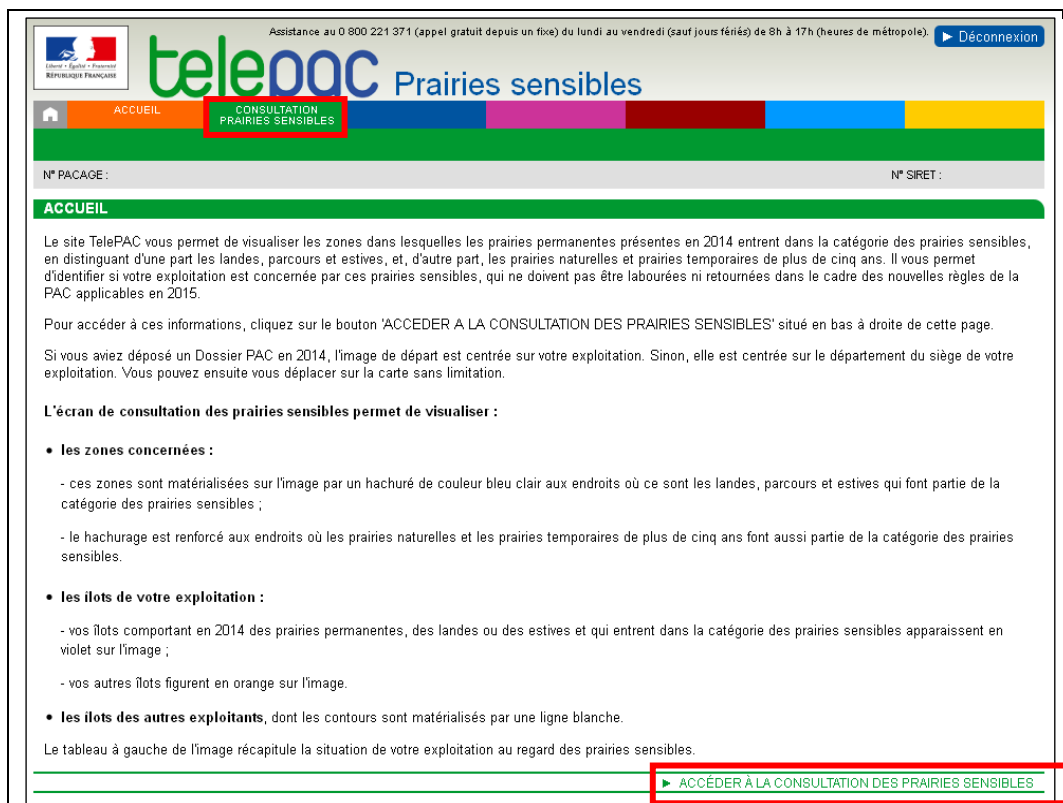 Assistance au 0 800 221 371 (appel gratuit depuis un fixe) du lundi au vendredi (sauf jours fériés) de 8h à 17h (heures de métropole).
► Déconnexion
Liberté • Égalité • Fraternité
RÉPUBLIQUE FRANÇAISE
telepac Prairies sensibles
ACCUEIL
CONSULTATION
PRAIRIES SENSIBLES
N° PACAGE :
N° SIRET :
ACCUEIL
Le site TelePAC vous permet de visualiser les zones dans lesquelles les prairies permanentes présentes en 2014 entrent dans la catégorie des prairies sensibles,
en distinguant d'une part les landes, parcours et estives, et, d'autre part, les prairies naturelles et prairies temporaires de plus de cinq ans. Il vous permet
d'identifier si votre exploitation est concernée par ces prairies sensibles, qui ne doivent pas être labourées ni retournées dans le cadre des nouvelles règles de la
PAC applicables en 2015.
Pour accéder à ces informations, cliquez sur le bouton 'ACCEDER A LA CONSULTATION DES PRAIRIES SENSIBLES' situé en bas à droite de cette page.
Si vous aviez déposé un Dossier PAC en 2014, l'image de départ est centrée sur votre exploitation. Sinon, elle est centrée sur le département du siège de votre
exploitation. Vous pouvez ensuite vous déplacer sur la carte sans limitation.
L'écran de consultation des prairies sensibles permet de visualiser :
• les zones concernées :
- ces zones sont matérialisées sur l'image par un hachuré de couleur bleu clair aux endroits où ce sont les landes, parcours et estives qui font partie de la
catégorie des prairies sensibles ;
- le hachurage est renforcé aux endroits où les prairies naturelles et les prairies temporaires de plus de cinq ans font aussi partie de la catégorie des prairies
sensibles.
• les îlots de votre exploitation :
- vos îlots comportant en 2014 des prairies permanentes, des landes ou des estives et qui entrent dans la catégorie des prairies sensibles apparaissent en
violet sur l'image ;
- vos autres îlots figurent en orange sur l'image.
• les îlots des autres exploitants, dont les contours sont matérialisés par une ligne blanche.
Le tableau à gauche de l'image récapitule la situation de votre exploitation au regard des prairies sensibles.
► ACCÉDER À LA CONSULTATION DES PRAIRIES SENSIBLES